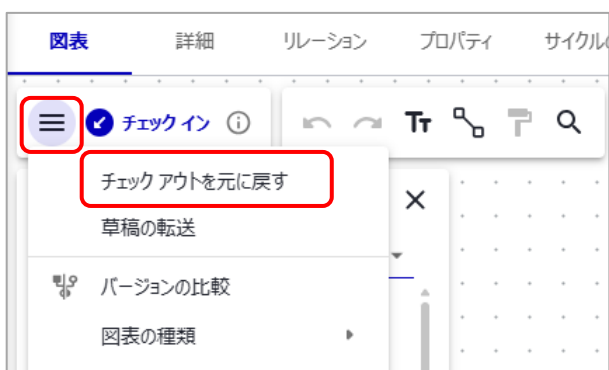 図表 詳細 リレーション プロパティ サイクル
チェック イン
Tт
チェック アウトを元に戻す
草稿の転送
バージョンの比較
図表の種類